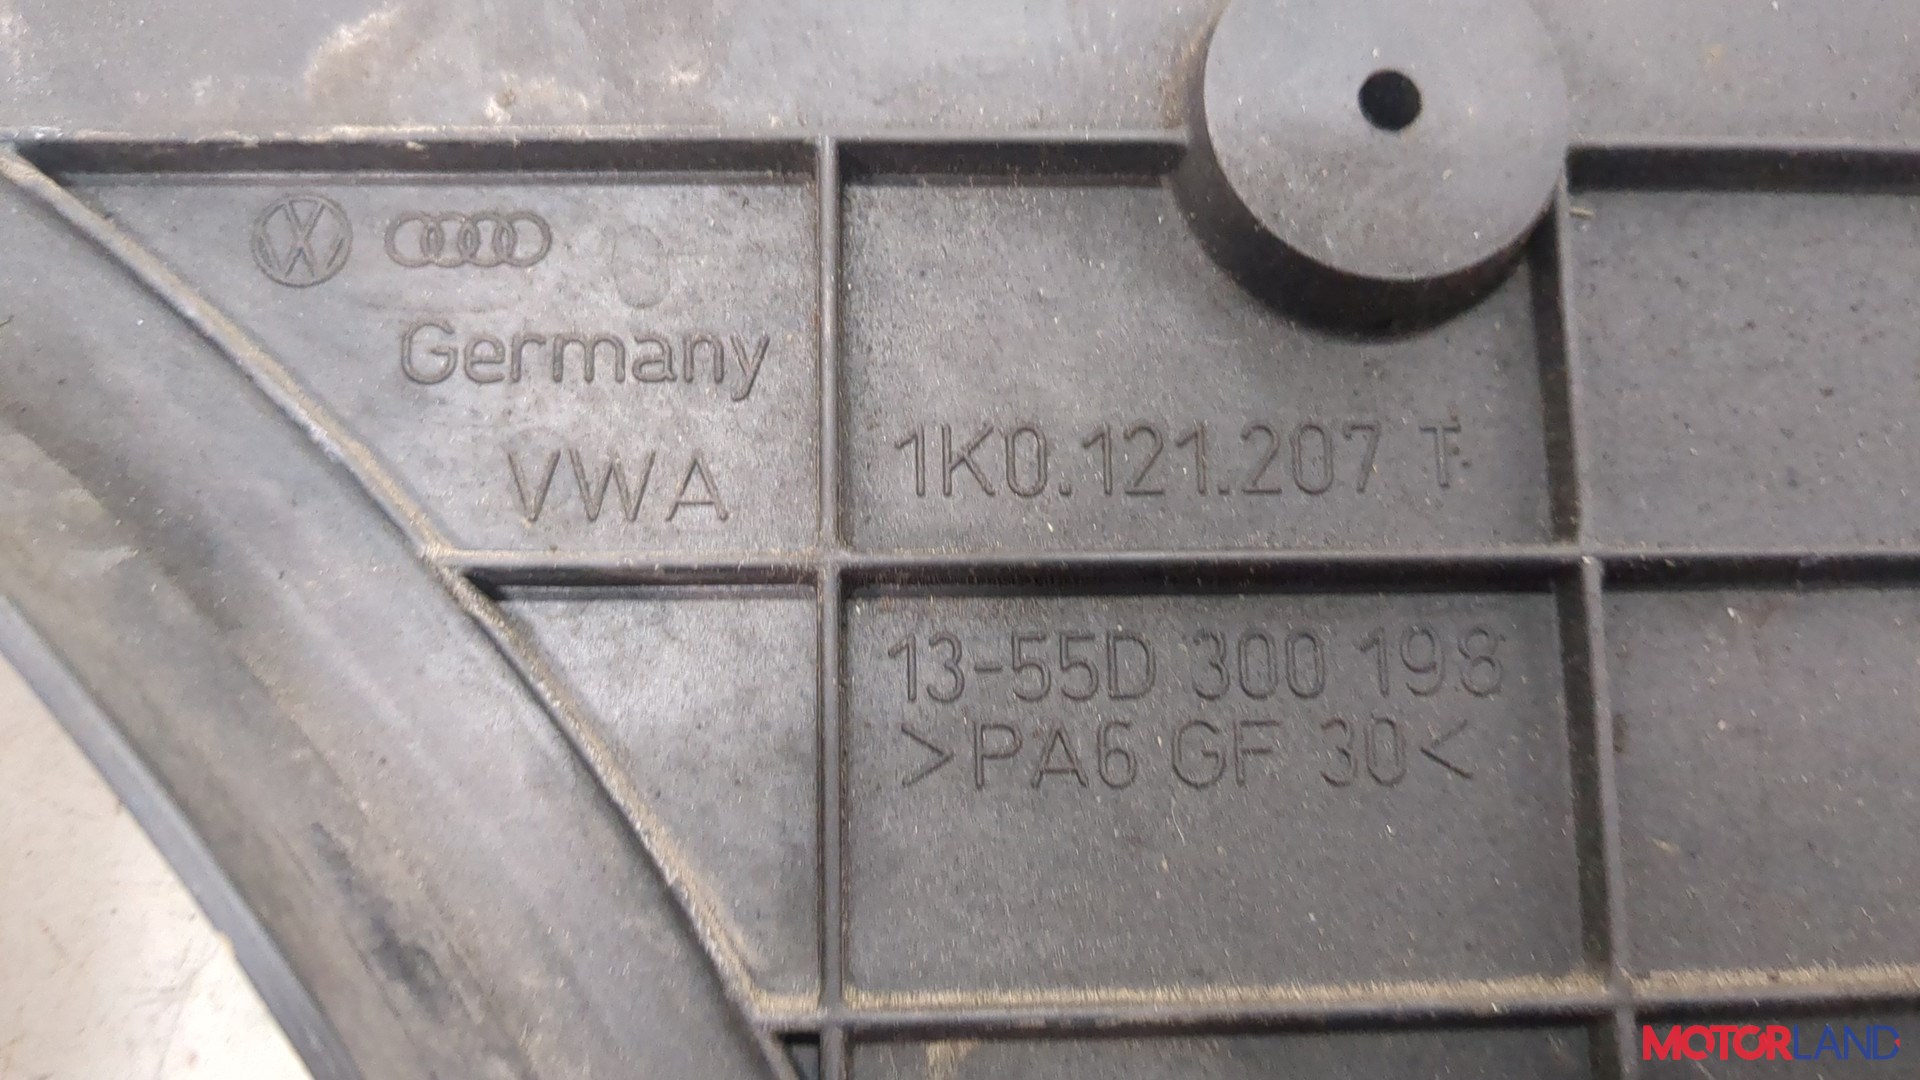 Germany
VWA
1K0.121.207 T
13-55D 300 198
>PA6 GF 30<
MOTORLAND